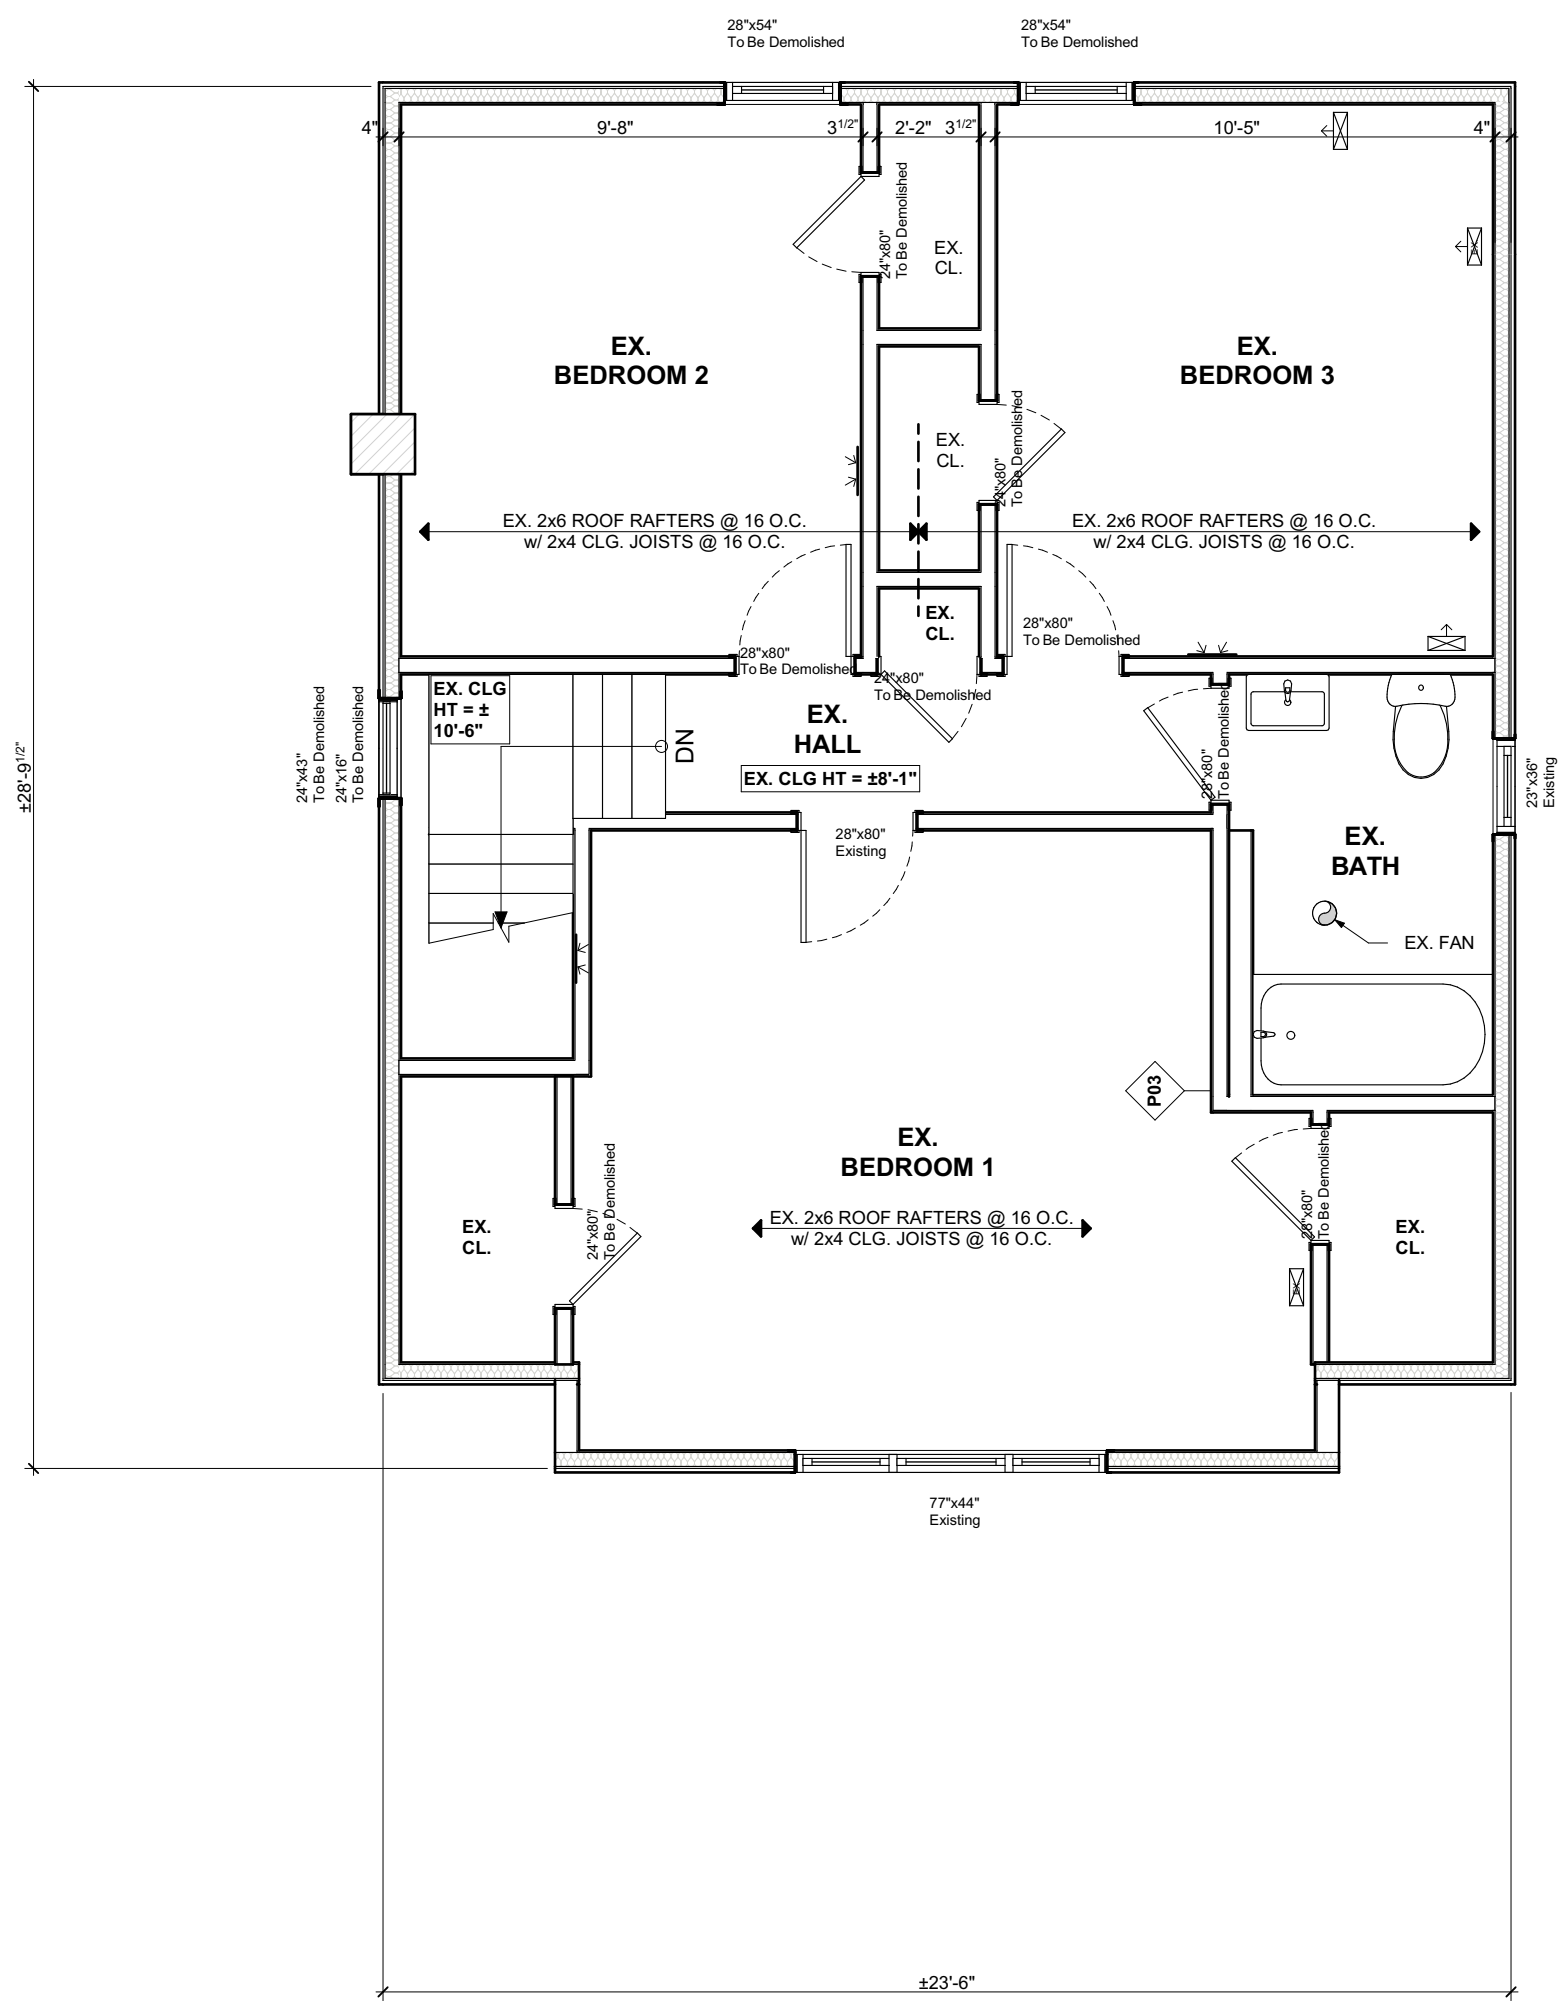 28"x54"
To Be Demolished
28"x54"
To Be Demolished
4"
9'-8"
3 1/2"
2'-2"
3 1/2"
10'-5"
4"
24"x80"
To Be Demolished
EX.
CL.
EX
EX.
BEDROOM 2
EX.
BEDROOM 3
EX.
CL.
24"x80"
To Be Demolished
EX. 2x6 ROOF RAFTERS @ 16 O.C.
w/ 2x4 CLG. JOISTS @ 16 O.C.
EX. 2x6 ROOF RAFTERS @ 16 O.C.
w/ 2x4 CLG. JOISTS @ 16 O.C.
EX.
CL.
28"x80"
To Be Demolished
28"x80"
To Be Demolished
24"x80"
To Be Demolished
EX. CLG
HT = ±
10'-6"
24"x43"
To Be Demolished
24"x16"
To Be Demolished
±28'-9 1/2"
DN
EX.
HALL
EX. CLG HT = ±8'-1"
28"x80"
To Be Demolished
23"x36"
Existing
28"x80"
Existing
EX.
BATH
EX. FAN
P03
EX.
BEDROOM 1
EX. 2x6 ROOF RAFTERS @ 16 O.C.
w/ 2x4 CLG. JOISTS @ 16 O.C.
24"x80"
To Be Demolished
EX.
CL.
28"x80"
To Be Demolished
EX.
CL.
EX
77"x44"
Existing
±23'-6"